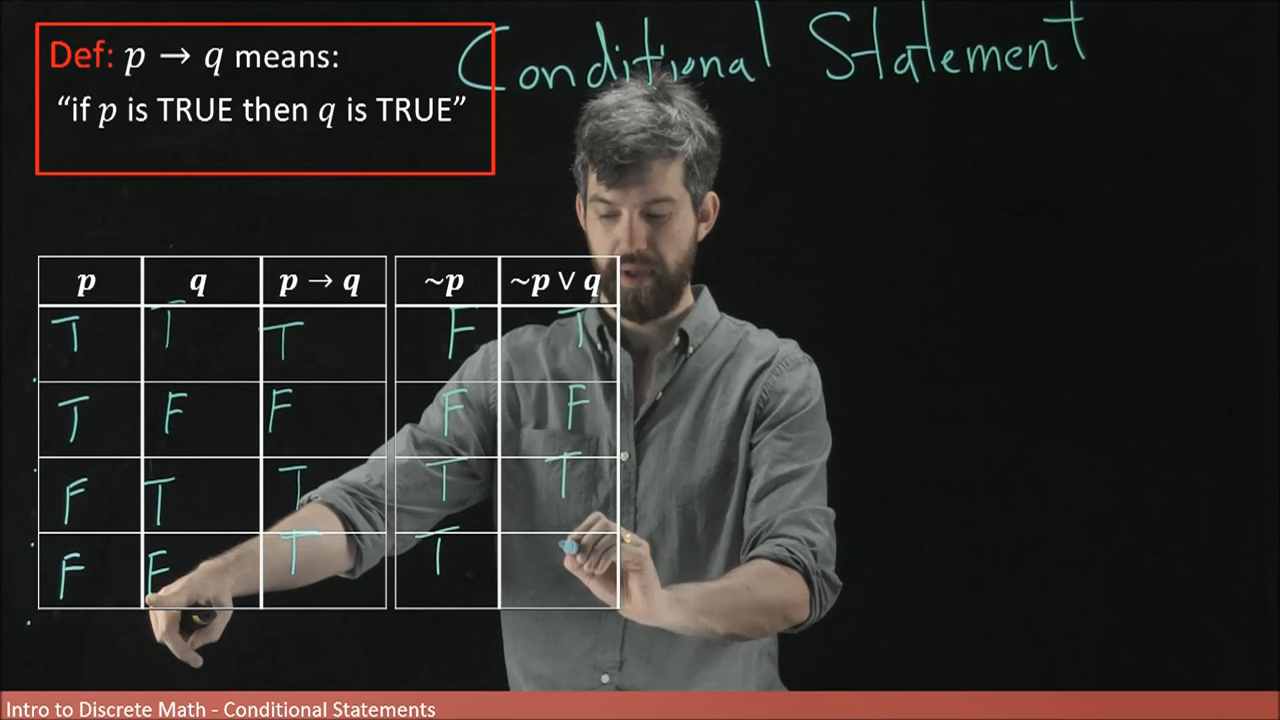 Conditional Statement
Def: p → q means:
“if p is TRUE then q is TRUE”
p q p → q ~p ~p ∨ q
T T T F T
T F F F F
F T T T T
F F T T
Intro to Discrete Math - Conditional Statements